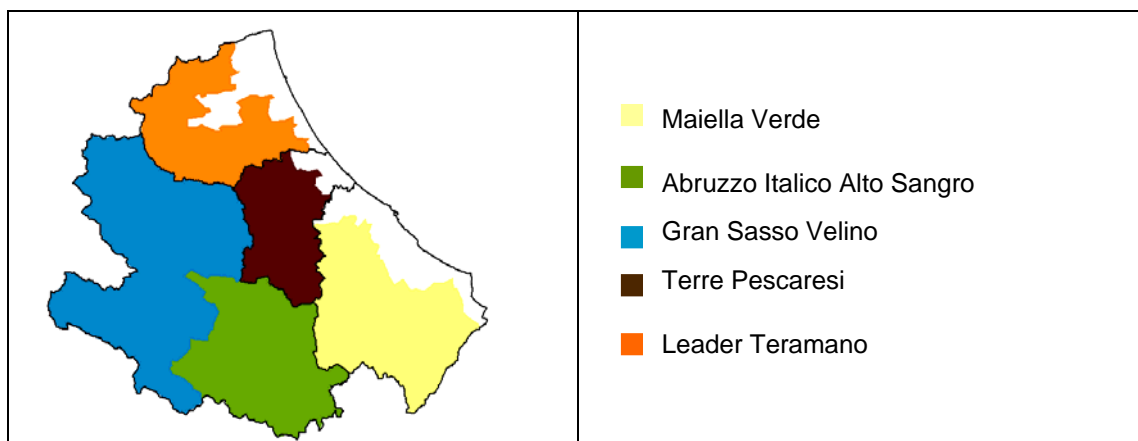 Maiella Verde
Abruzzo Italico Alto Sangro
Gran Sasso Velino
Terre Pescaresi
Leader Teramano